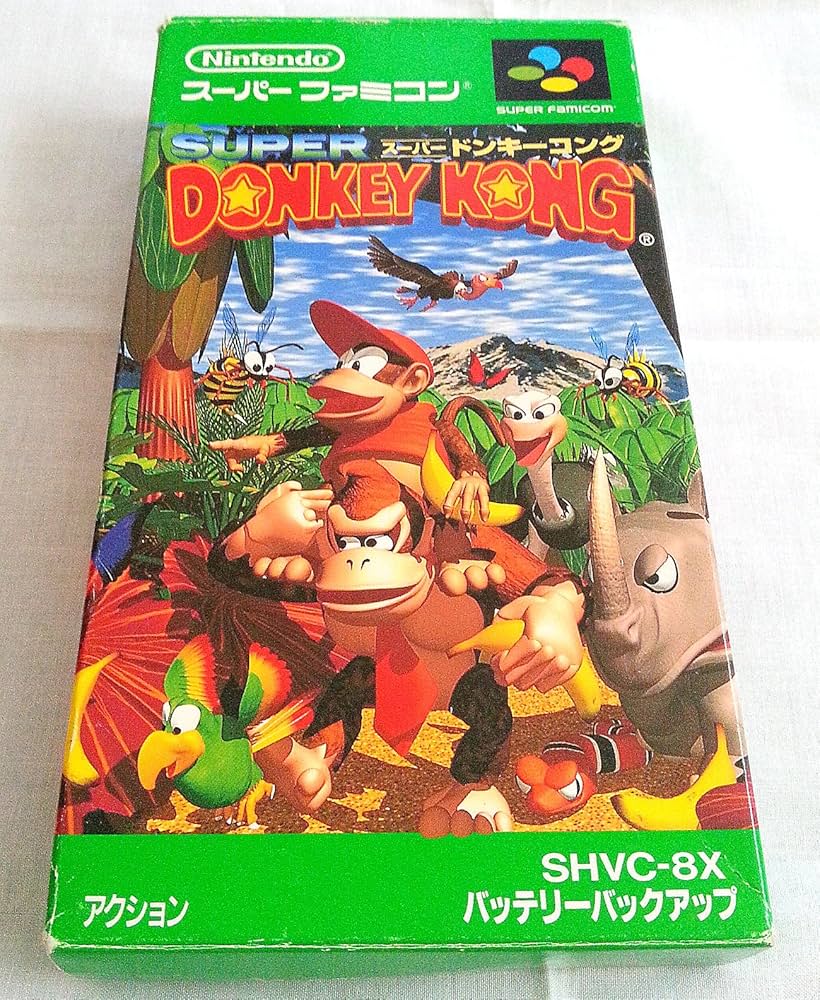 Nintendo
スーパーファミコン®
SUPER FAMICOM
SUPER スーパードンキーコング
DONKEY KONG®
SHVC-8X
アクション バッテリーバックアップ